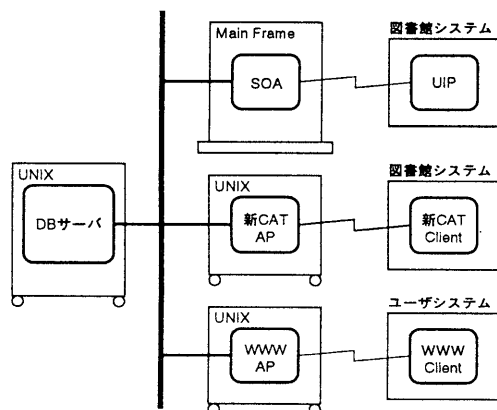 Main Frame
SOA
図書館システム
UIP
UNIX
DBサーバ
UNIX
新CAT
AP
図書館システム
新CAT
Client
UNIX
WWW
AP
ユーザシステム
WWW
Client